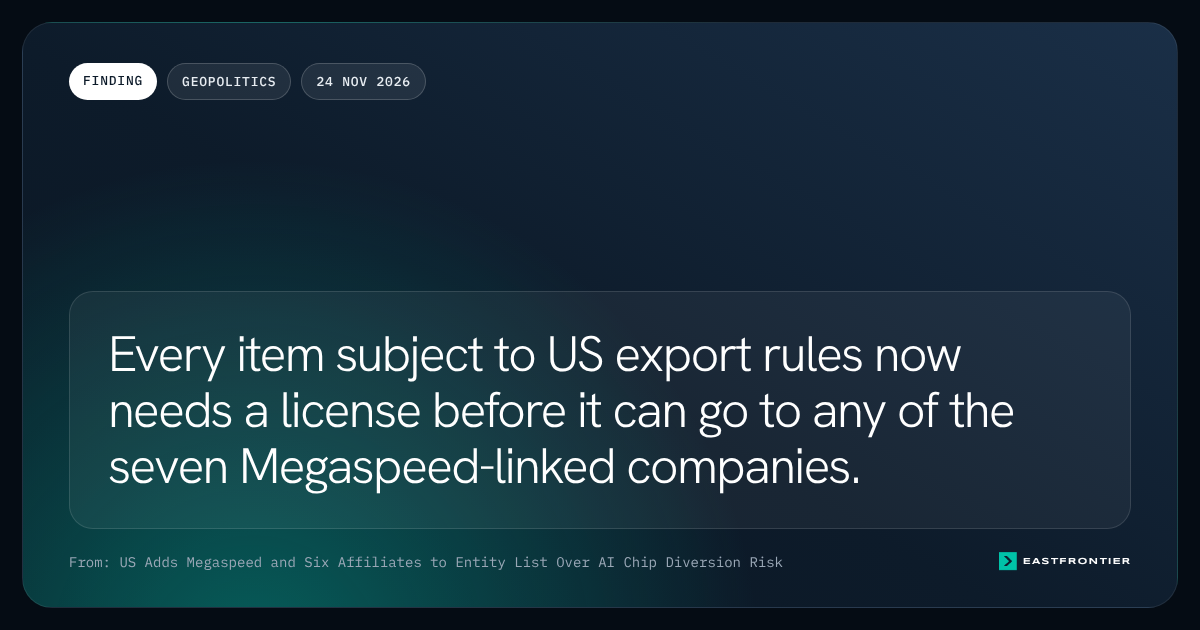 FINDING
GEOPOLITICS
24 NOV 2026
Every item subject to US export rules now
needs a license before it can go to any of the
seven Megaspeed-linked companies.
From: US Adds Megaspeed and Six Affiliates to Entity List Over AI Chip Diversion Risk
EASTFRONTIER